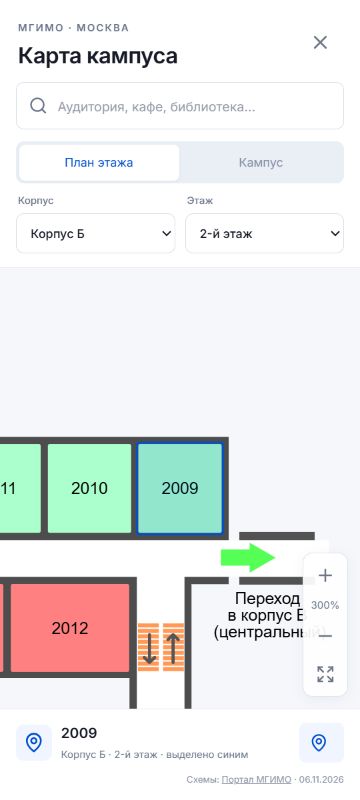 МГИМО · МОСКВА
Карта кампуса
Аудитория, кафе, библиотека...
План этажа
Кампус
Корпус
Этаж
Корпус Б
2-й этаж
11
2010
2009
Переход
в корпус
(центральный)
2012
300%
2009
Корпус Б · 2-й этаж · выделено синим
Схемы: Портал МГИМО · 06.11.2026